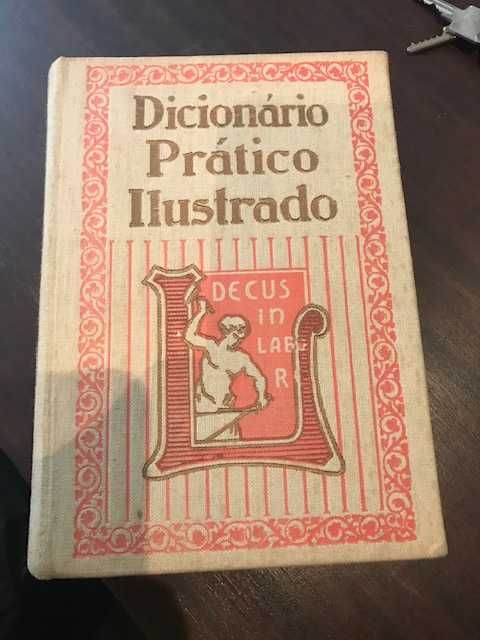 Dicionário
Prático
Ilustrado
L
DECUS
in
LABO
R